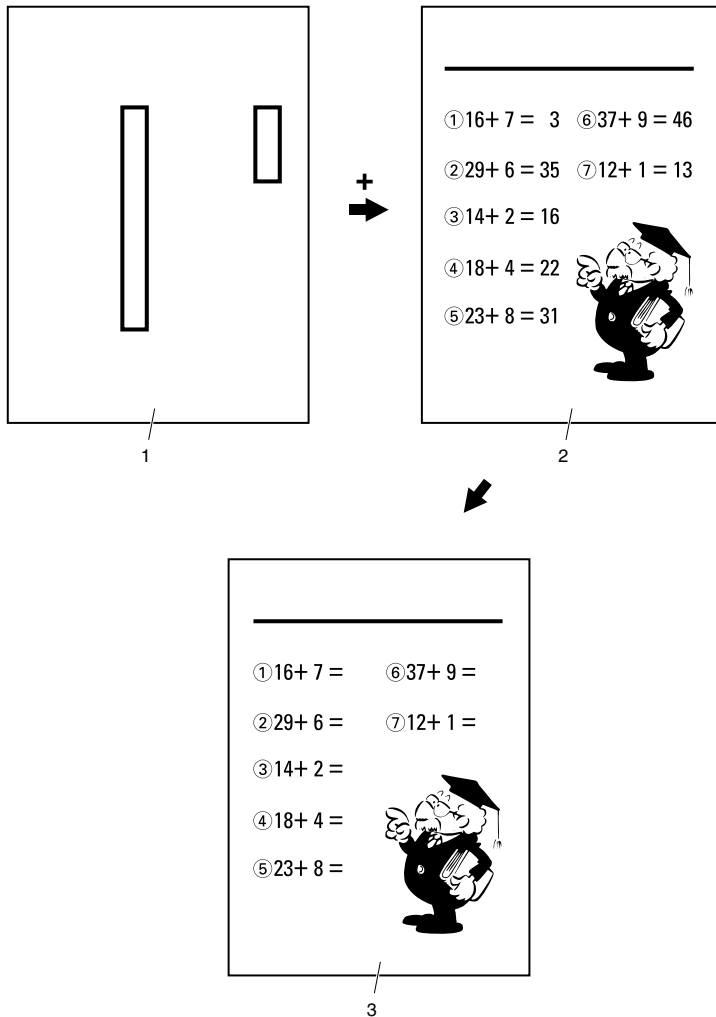 ①16+ 7 = 3 ⑥37+ 9 = 46
②29+ 6 = 35 ⑦12+ 1 = 13
③14+ 2 = 16
④18+ 4 = 22
⑤23+ 8 = 31
+
1
2
①16+ 7 = ⑥37+ 9 =
②29+ 6 = ⑦12+ 1 =
③14+ 2 =
④18+ 4 =
⑤23+ 8 =
3